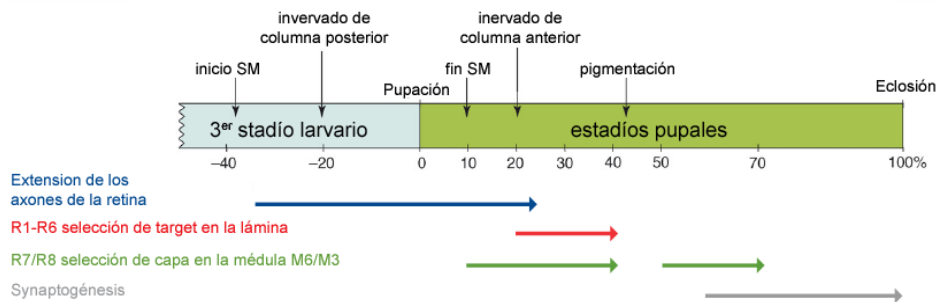 invervado de
columna posterior
inervado de
columna anterior
inicio SM
fin SM
pigmentación
Pupación
Eclosión
3er stadío larvario
estadíos pupales
−40
−20
0
10
20
30
40
50
70
100%
Extension de los
axones de la retina
R1-R6 selección de target en la lámina
R7/R8 selección de capa en la médula M6/M3
Synaptogénesis